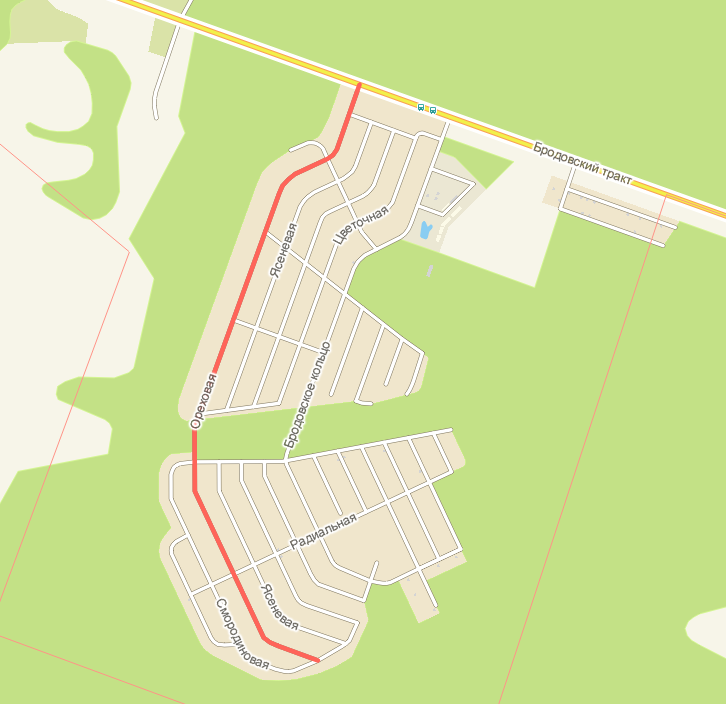 Бродовский тракт
Цветочная
Ясеневая
Бродовское кольцо
Ореховая
Радиальная
Ясеневая
Смородиновая